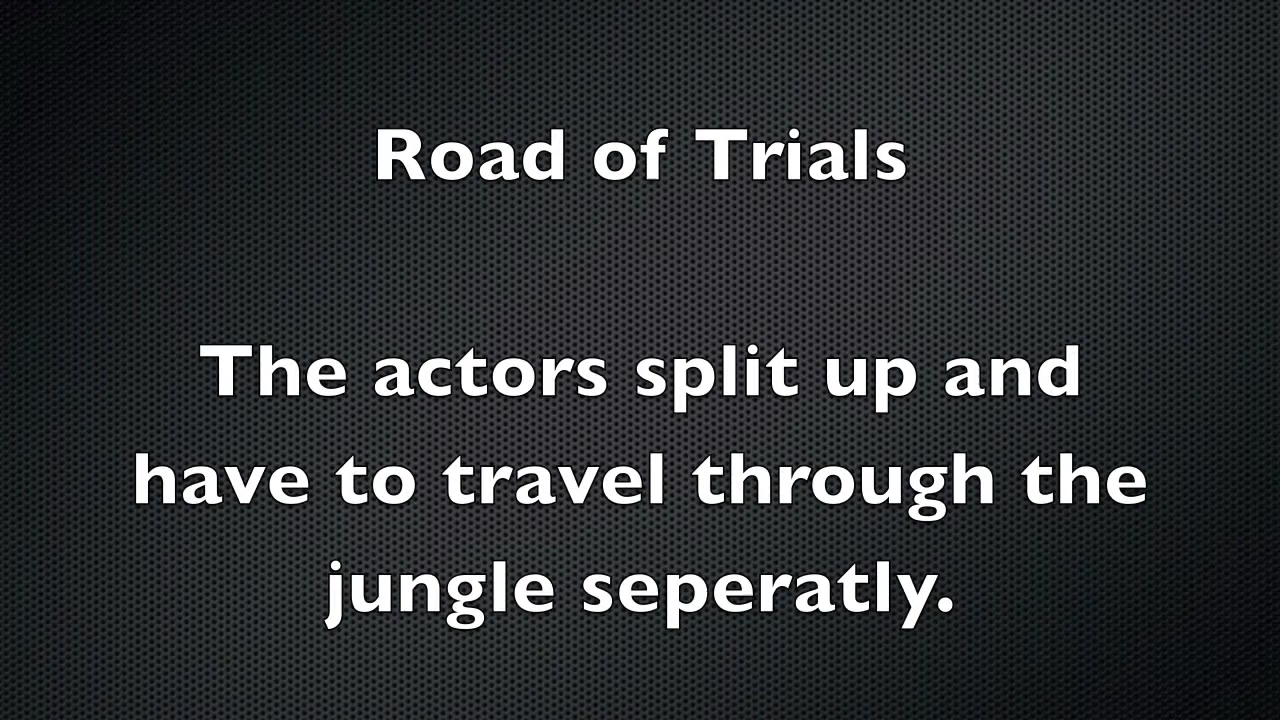 Road of Trials
The actors split up and
have to travel through the
jungle seperatly.